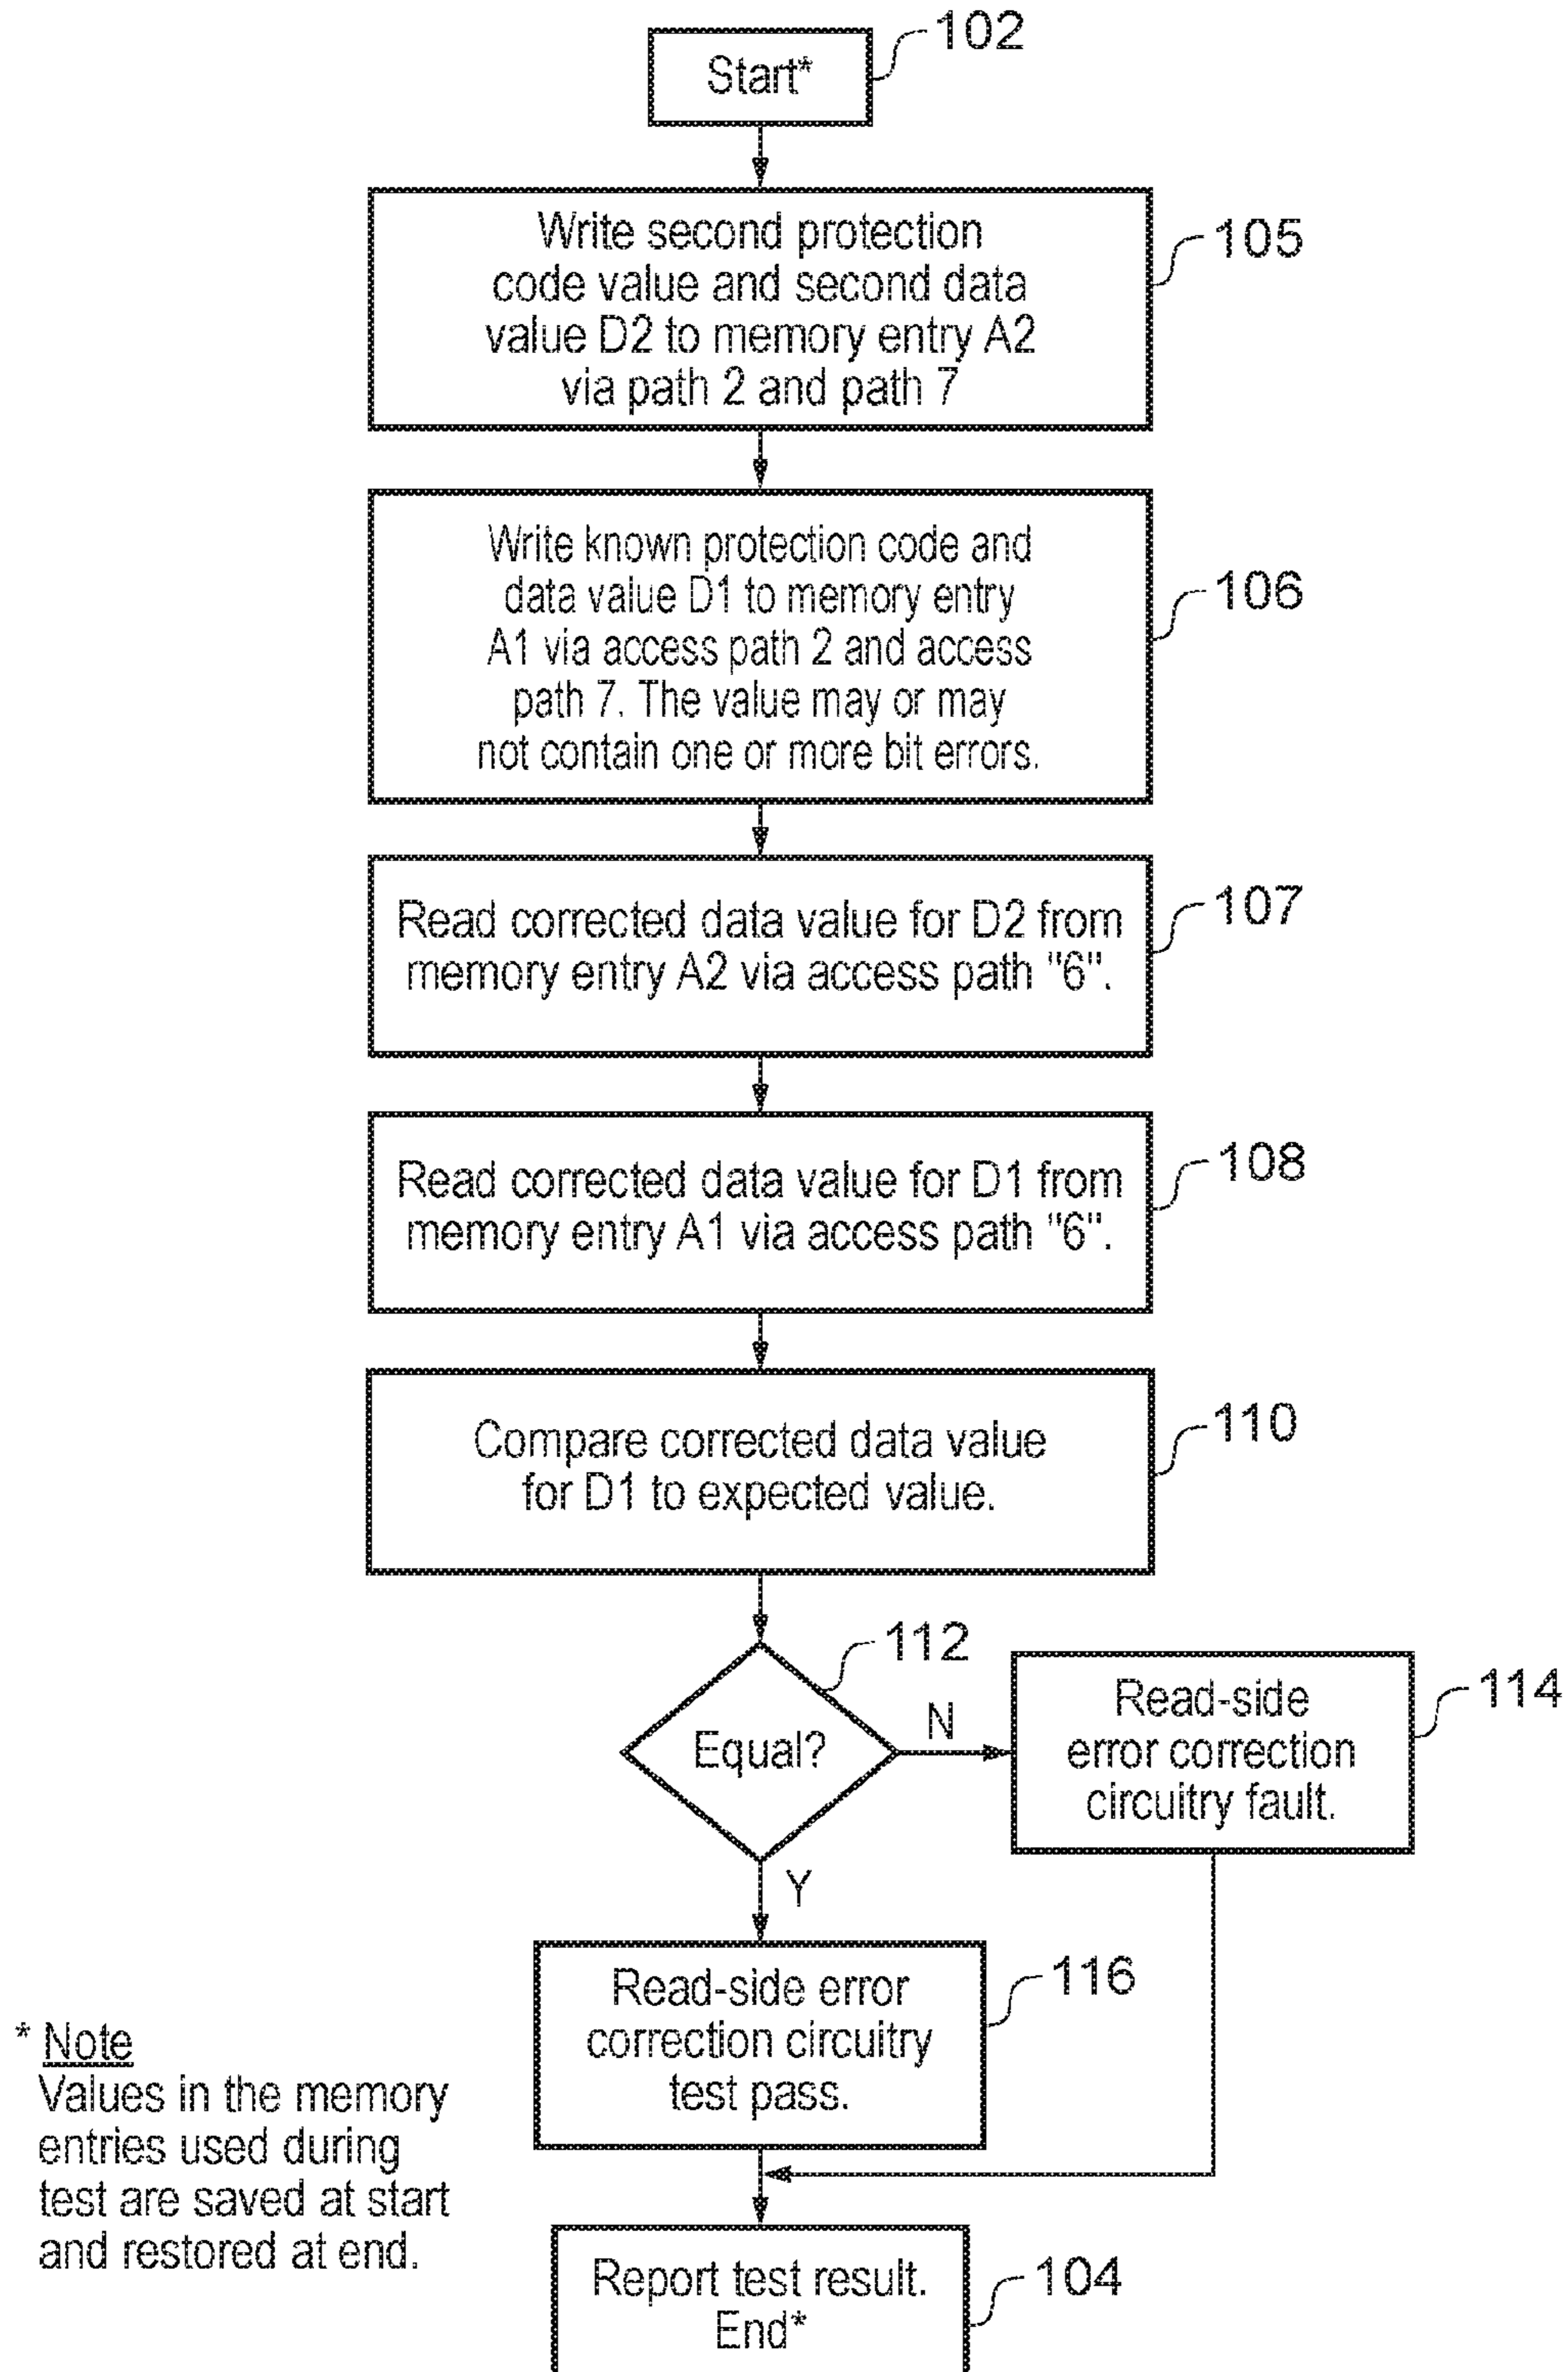 Start*
102
Write second protection
code value and second data
value D2 to memory entry A2
via path 2 and path 7
105
Write known protection code and
data value D1 to memory entry
A1 via access path 2 and access
path 7. The value may or may
not contain one or more bit errors.
106
Read corrected data value for D2 from
memory entry A2 via access path "6".
107
Read corrected data value for D1 from
memory entry A1 via access path "6".
108
Compare corrected data value
for D1 to expected value.
110
Equal?
112
N
Read-side
error correction
circuitry fault.
114
Y
Read-side error
correction circuitry
test pass.
116
* Note
Values in the memory
entries used during
test are saved at start
and restored at end.
Report test result.
End*
104